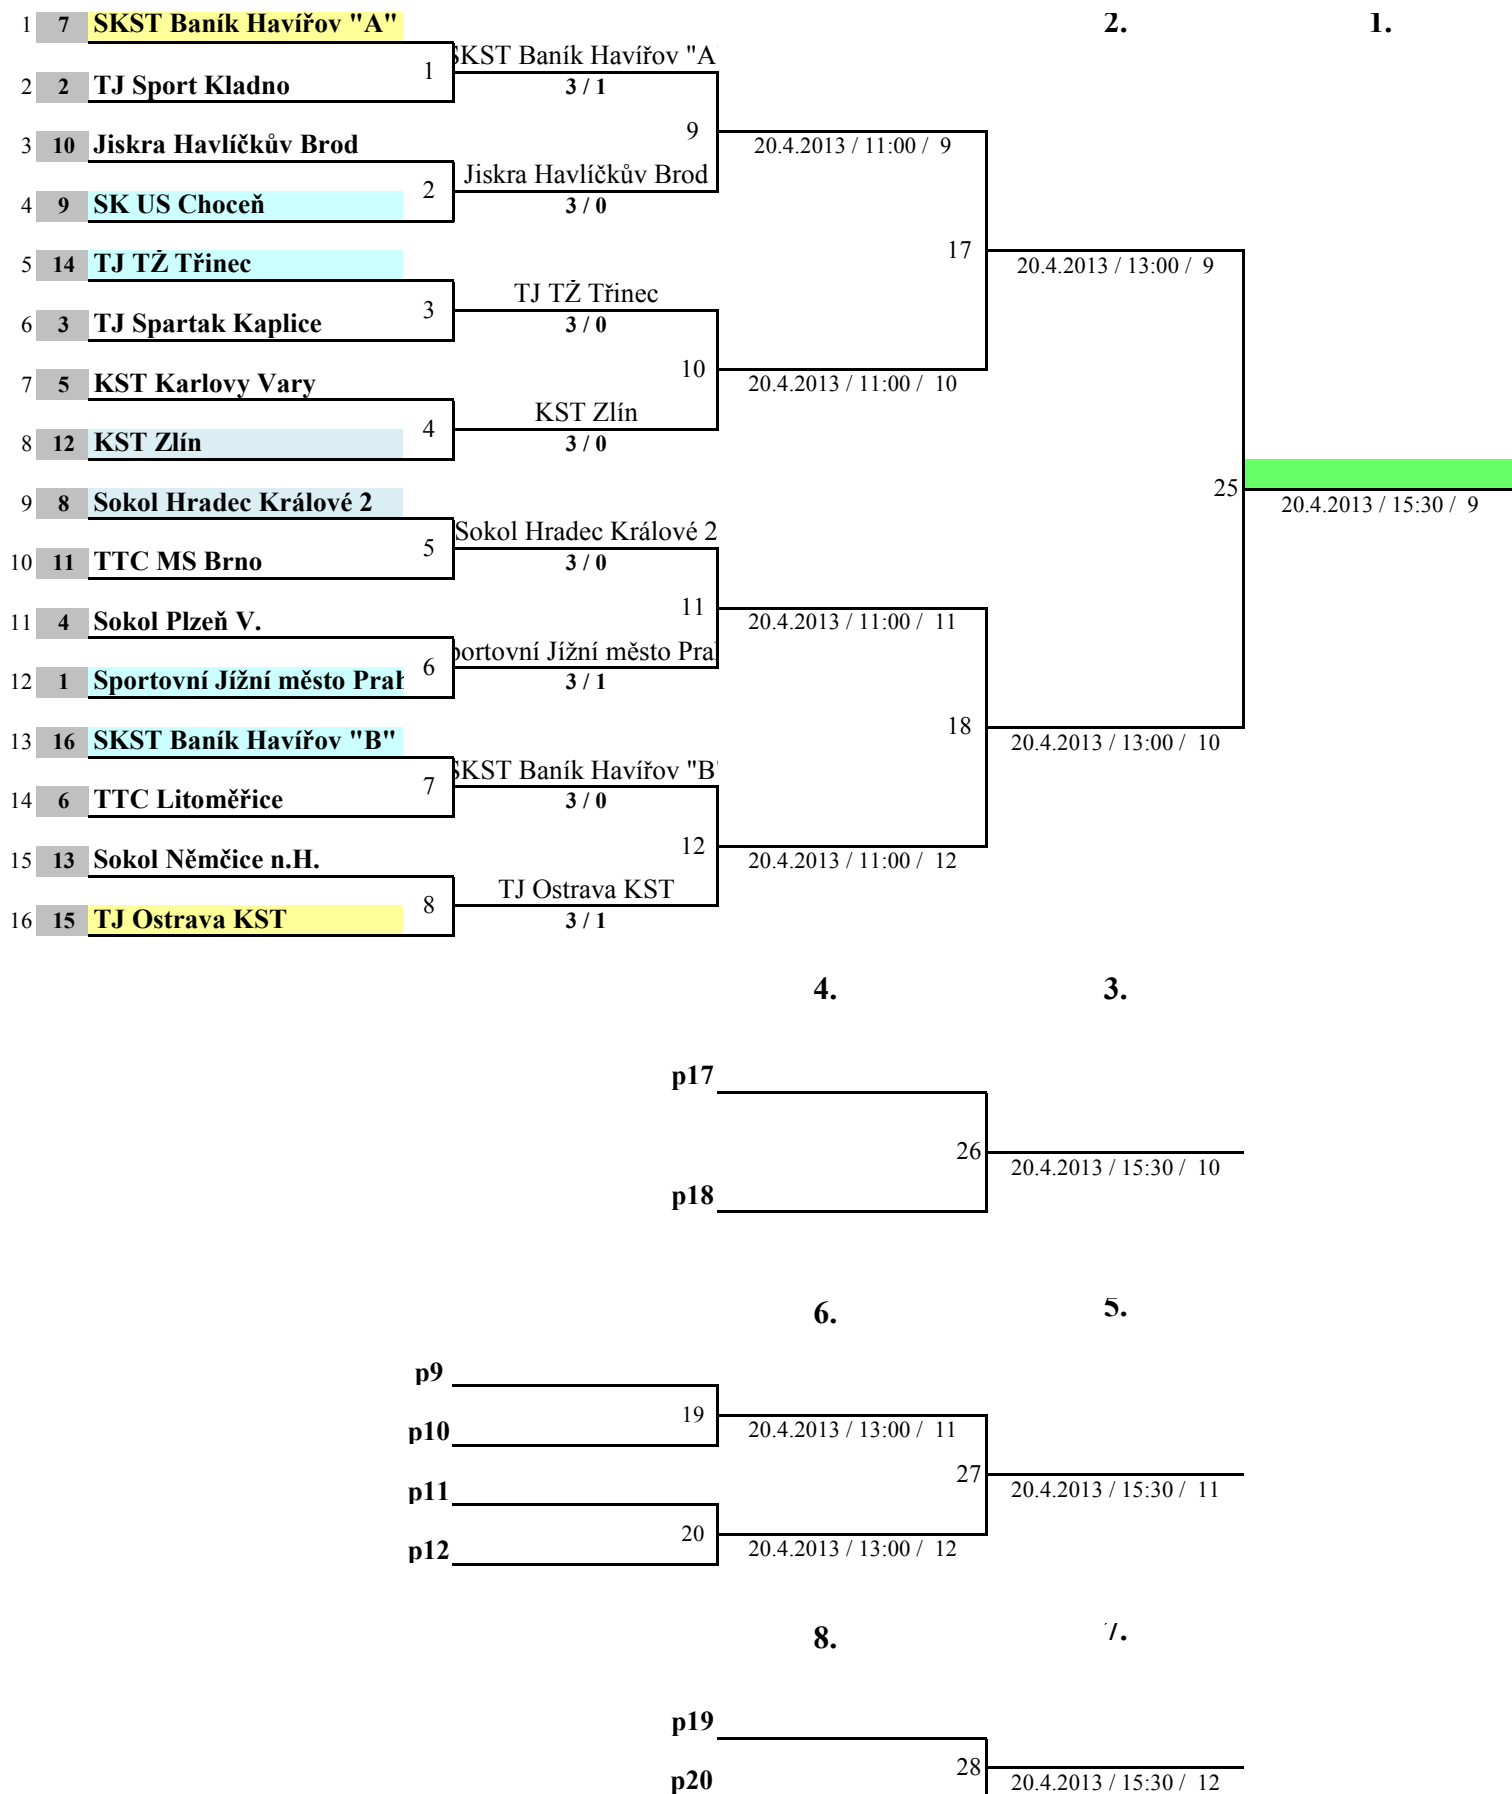 1 7 SKST Baník Havířov "A" 2. 1.
1 SKST Baník Havířov "A
2 2 TJ Sport Kladno 3 / 1
9
3 10 Jiskra Havlíčkův Brod 20.4.2013 / 11:00 / 9
2 Jiskra Havlíčkův Brod
4 9 SK US Choceň 3 / 0
17
5 14 TJ TŽ Třinec 20.4.2013 / 13:00 / 9
3 TJ TŽ Třinec
6 3 TJ Spartak Kaplice 3 / 0
10
7 5 KST Karlovy Vary 20.4.2013 / 11:00 / 10
4 KST Zlín
8 12 KST Zlín 3 / 0
25
9 8 Sokol Hradec Králové 2 20.4.2013 / 15:30 / 9
5 Sokol Hradec Králové 2
10 11 TTC MS Brno 3 / 0
11
11 4 Sokol Plzeň V. 20.4.2013 / 11:00 / 11
6 portovní Jížní město Pra
12 1 Sportovní Jížní město Prah 3 / 1
18
13 16 SKST Baník Havířov "B" 20.4.2013 / 13:00 / 10
7 SKST Baník Havířov "B"
14 6 TTC Litoměřice 3 / 0
12
15 13 Sokol Němčice n.H. 20.4.2013 / 11:00 / 12
8 TJ Ostrava KST
16 15 TJ Ostrava KST 3 / 1
4. 3.
p17
26
20.4.2013 / 15:30 / 10
p18
6. 5.
p9
19
p10 20.4.2013 / 13:00 / 11
27
p11 20.4.2013 / 15:30 / 11
20
p12 20.4.2013 / 13:00 / 12
8. 7.
p19
28
p20 20.4.2013 / 15:30 / 12